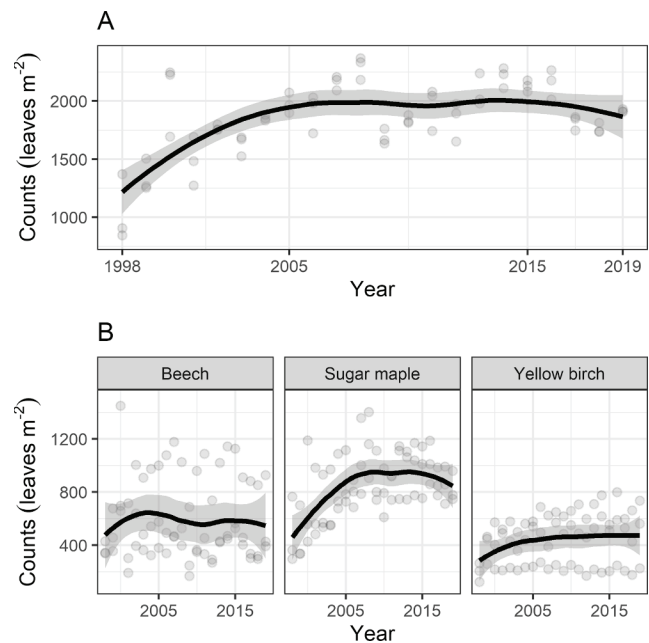 A
Counts (leaves m⁻²)
2000
1500
1000
1998
2005
2015
2019
Year
B
Beech
Sugar maple
Yellow birch
Counts (leaves m⁻²)
1200
800
400
2005
2015
2005
2015
2005
2015
Year